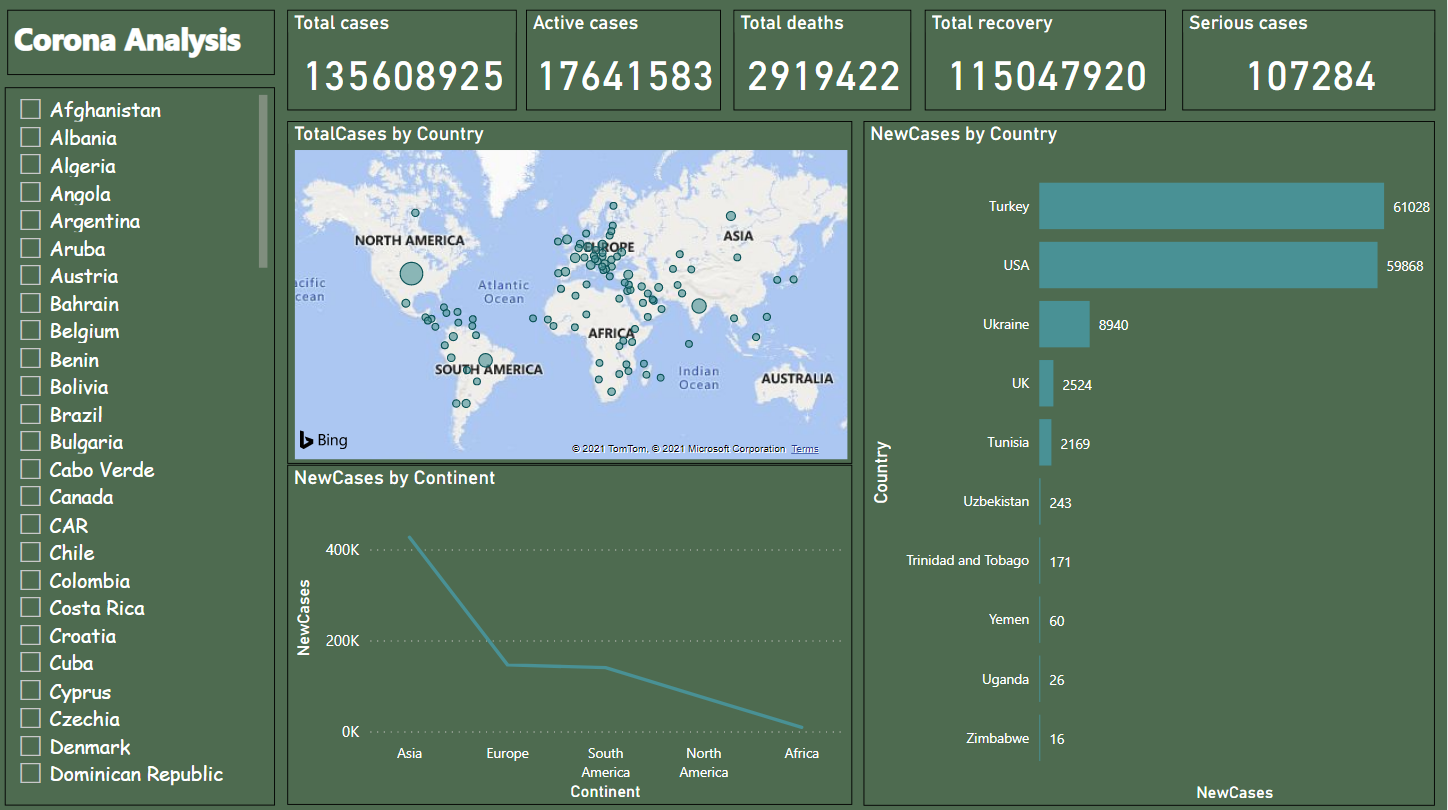 Corona Analysis
Total cases
135608925
Active cases
17641583
Total deaths
2919422
Total recovery
115047920
Serious cases
107284
Afghanistan
Albania
Algeria
Angola
Argentina
Aruba
Austria
Bahrain
Belgium
Benin
Bolivia
Brazil
Bulgaria
Cabo Verde
Canada
CAR
Chile
Colombia
Costa Rica
Croatia
Cuba
Cyprus
Czechia
Denmark
Dominican Republic
TotalCases by Country
NORTH AMERICA
EUROPE
ASIA
acific
cean
Atlantic
Ocean
AFRICA
SOUTH AMERICA
Indian
Ocean
AUSTRALIA
Bing
© 2021 TomTom, © 2021 Microsoft Corporation Terms
NewCases by Continent
NewCases
400K
200K
0K
Asia
Europe
South
America
North
America
Africa
Continent
NewCases by Country
Country
Turkey 61028
USA 59868
Ukraine 8940
UK 2524
Tunisia 2169
Uzbekistan 243
Trinidad and Tobago 171
Yemen 60
Uganda 26
Zimbabwe 16
NewCases